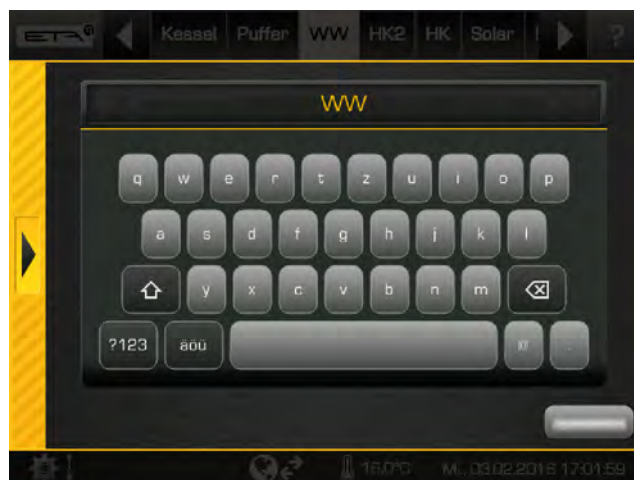 ETA Kessel Puffer WW HK2 HK Solar ?
WW
q w e r t z u i o p
a s d f g h j k l
y x c v b n m
?123 äöü
16.0°C Mi., 03.02.2016 17:01:59